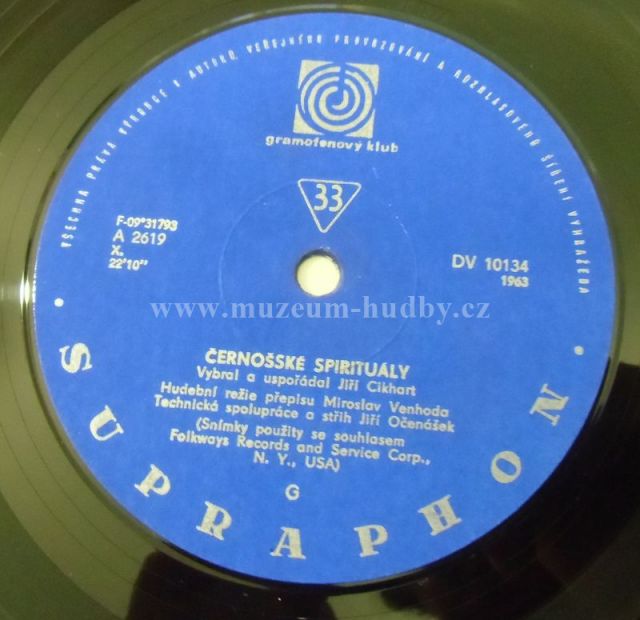 VŠECHNA PRÁVA VÝROBCE I AUTORŮ, VEŘEJNÉHO PROVOZOVÁNÍ A ROZHLASOVÉHO ŠÍŘENÍ VYHRAZENA
gramofonový klub
33
F-09*31793
A 2619
X.
22'10"
DV 10134
1963
www.muzeum-hudby.cz
ČERNOŠSKÉ SPIRITUÁLY
Vybral a uspořádal Jiří Cikhart
Hudební režie přepisu Miroslav Venhoda
Technická spolupráce a střih Jiří Očenášek
(Snímky použity se souhlasem
Folkways Records and Service Corp.,
N. Y., USA)
G
• SUPRAPHON •